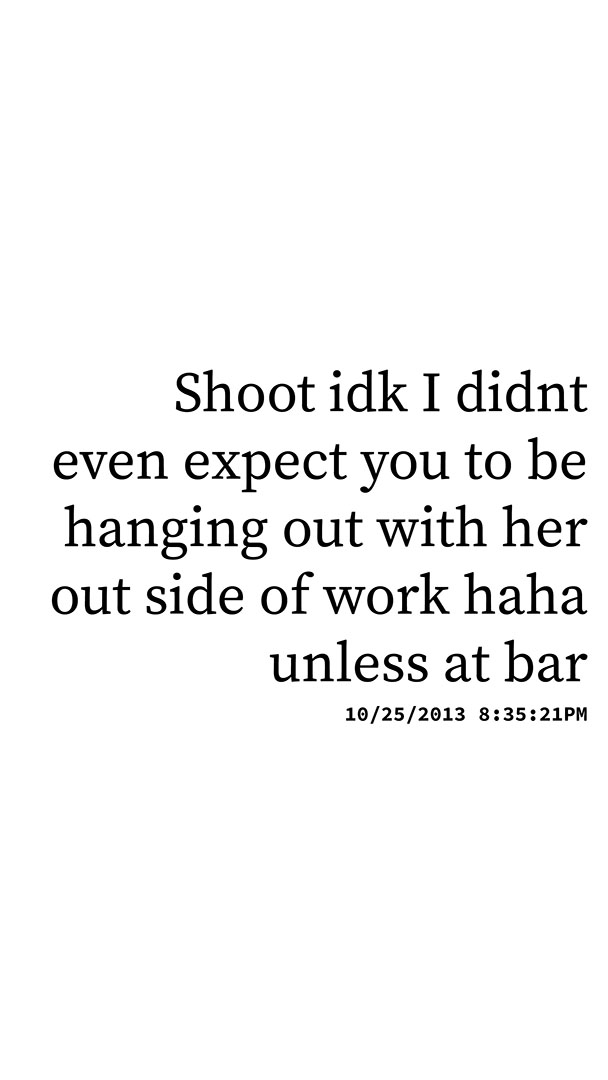 Shoot idk I didnt
even expect you to be
hanging out with her
out side of work haha
unless at bar
10/25/2013 8:35:21PM